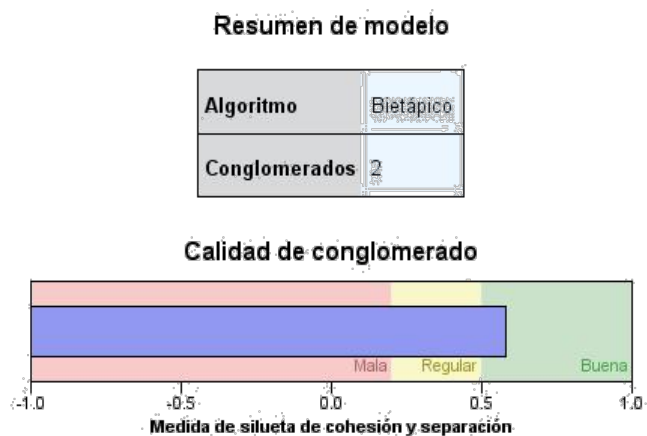 Resumen de modelo
Algoritmo Bietápico
Conglomerados 2
Calidad de conglomerado
Mala Regular Buena
-1.0 -0.5 0.0 0.5 1.0
Medida de silueta de cohesión y separación